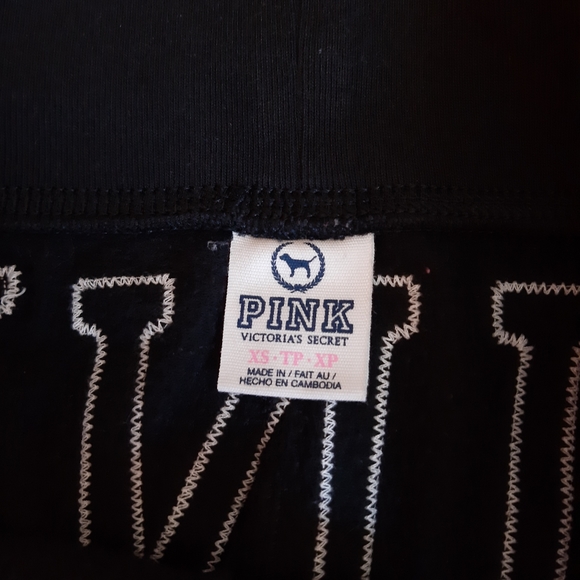 PINK
VICTORIA'S SECRET
XS · TP · XP
MADE IN / FAIT AU /
HECHO EN CAMBODIA